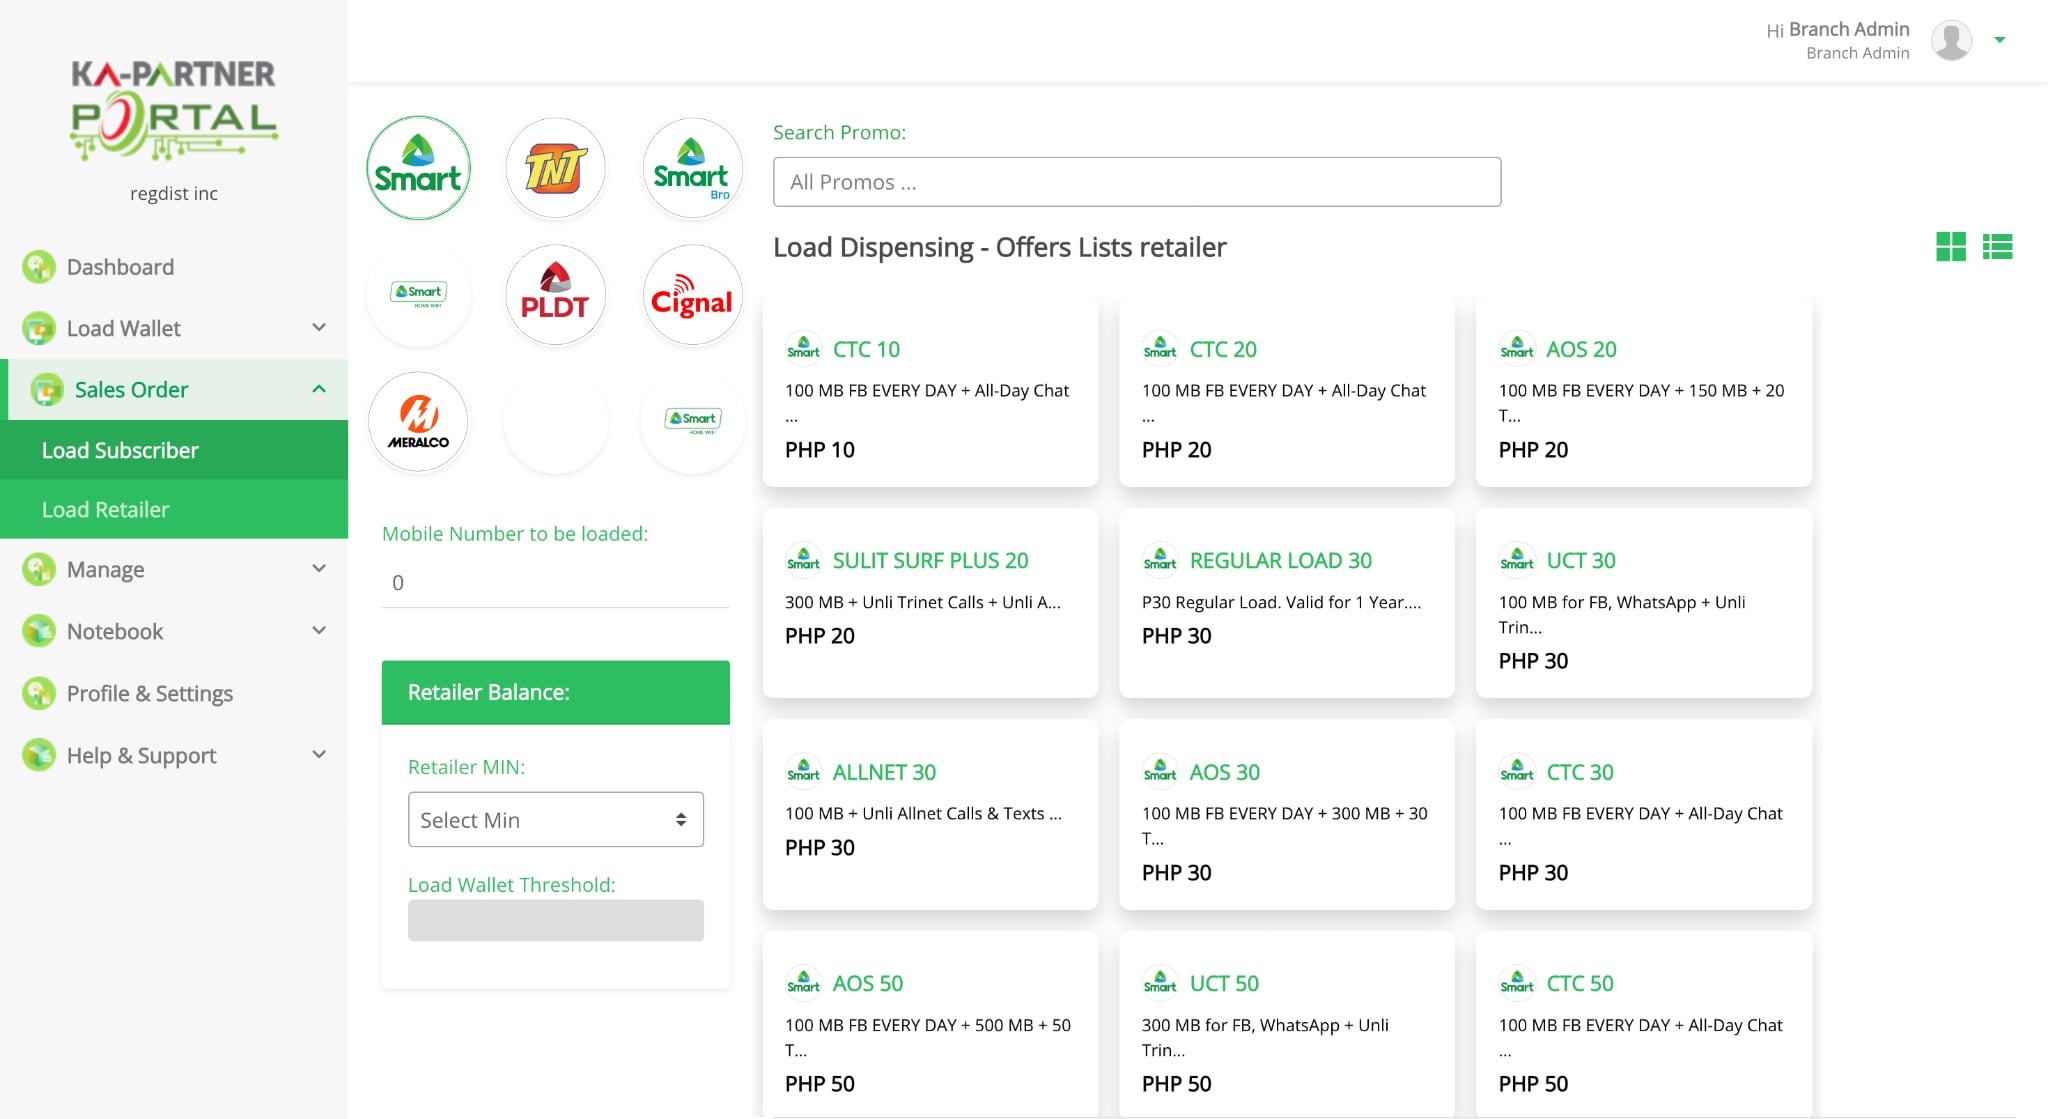 KA-PARTNER
PORTAL
regdist inc
Dashboard
Load Wallet
Sales Order
Load Subscriber
Load Retailer
Manage
Notebook
Profile & Settings
Help & Support
Hi Branch Admin
Branch Admin
Smart
TNT
Smart
Bro
Smart
HOME WIFI
PLDT
Cignal
MERALCO
Smart
HOME WIFI
Mobile Number to be loaded:
0
Retailer Balance:
Retailer MIN:
Select Min
Load Wallet Threshold:
Search Promo:
All Promos ...
Load Dispensing - Offers Lists retailer
Smart CTC 10
100 MB FB EVERY DAY + All-Day Chat
...
PHP 10
Smart CTC 20
100 MB FB EVERY DAY + All-Day Chat
...
PHP 20
Smart AOS 20
100 MB FB EVERY DAY + 150 MB + 20
T...
PHP 20
Smart SULIT SURF PLUS 20
300 MB + Unli Trinet Calls + Unli A...
PHP 20
Smart REGULAR LOAD 30
P30 Regular Load. Valid for 1 Year....
PHP 30
Smart UCT 30
100 MB for FB, WhatsApp + Unli
Trin...
PHP 30
Smart ALLNET 30
100 MB + Unli Allnet Calls & Texts ...
PHP 30
Smart AOS 30
100 MB FB EVERY DAY + 300 MB + 30
T...
PHP 30
Smart CTC 30
100 MB FB EVERY DAY + All-Day Chat
...
PHP 30
Smart AOS 50
100 MB FB EVERY DAY + 500 MB + 50
T...
PHP 50
Smart UCT 50
300 MB for FB, WhatsApp + Unli
Trin...
PHP 50
Smart CTC 50
100 MB FB EVERY DAY + All-Day Chat
...
PHP 50